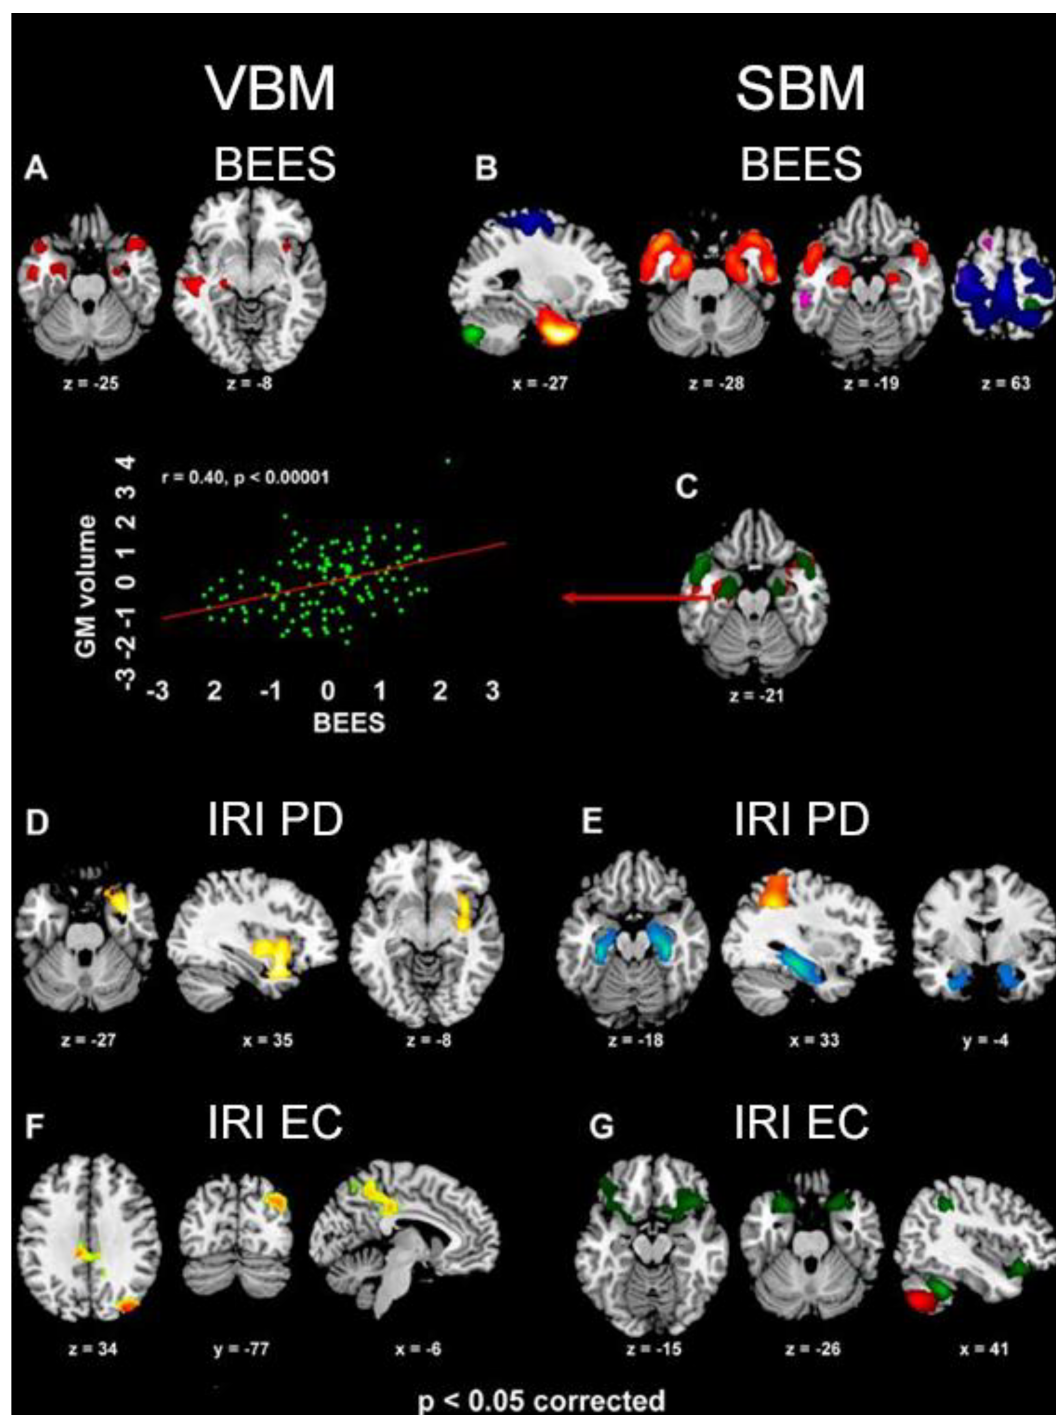 VBM SBM
A BEES B BEES
z = -25 z = -8 x = -27 z = -28 z = -19 z = 63
r = 0.40, p < 0.00001
C
GM volume
-3 -2 -1 0 1 2 3 4
-3 2 -1 0 1 2 3
BEES
z = -21
D IRI PD E IRI PD
z = -27 x = 35 z = -8 z = -18 x = 33 y = -4
F IRI EC G IRI EC
z = 34 y = -77 x = -6 z = -15 z = -26 x = 41
p < 0.05 corrected